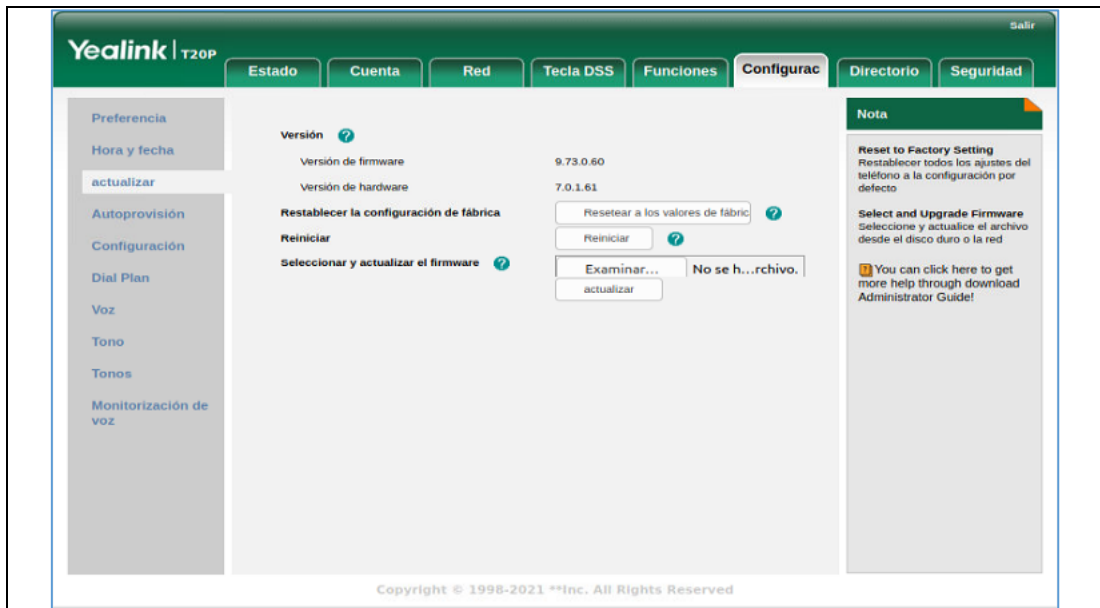 Salir
Yealink T20P
Estado Cuenta Red Tecla DSS Funciones Configurac Directorio Seguridad
Preferencia
Hora y fecha
actualizar
Autoprovisión
Configuración
Dial Plan
Voz
Tono
Tonos
Monitorización de
voz
Versión
Versión de firmware 9.73.0.60
Versión de hardware 7.0.1.61
Restablecer la configuración de fábrica Resetear a los valores de fábric
Reiniciar Reiniciar
Seleccionar y actualizar el firmware Examinar... No se h...rchivo.
actualizar
Nota
Reset to Factory Setting
Restablecer todos los ajustes del
teléfono a la configuración por
defecto
Select and Upgrade Firmware
Seleccione y actualice el archivo
desde el disco duro o la red
You can click here to get
more help through download
Administrator Guide!
Copyright © 1998-2021 **Inc. All Rights Reserved